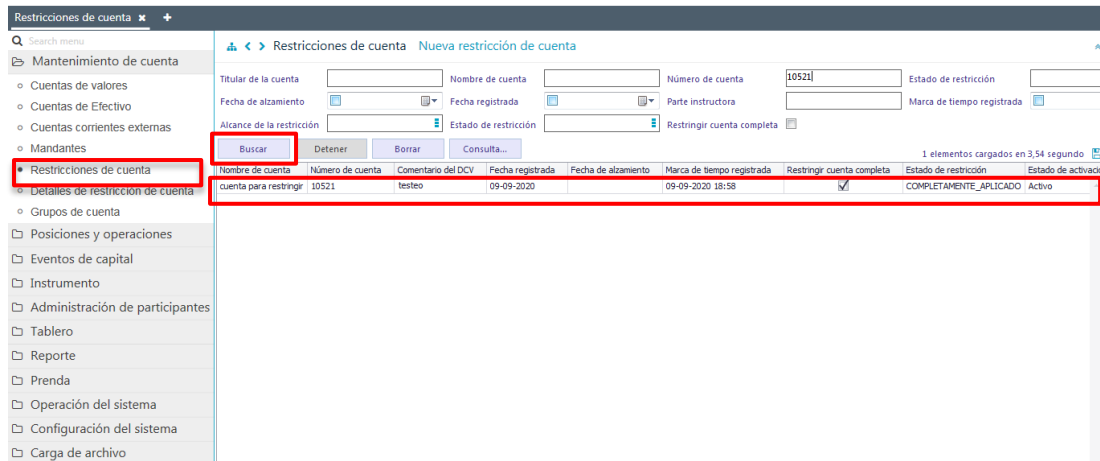 Restricciones de cuenta
Search menu
Mantenimiento de cuenta
Cuentas de valores
Cuentas de Efectivo
Cuentas corrientes externas
Mandantes
Restricciones de cuenta
Detalles de restricción de cuenta
Grupos de cuenta
Posiciones y operaciones
Eventos de capital
Instrumento
Administración de participantes
Tablero
Reporte
Prenda
Operación del sistema
Configuración del sistema
Carga de archivo
Restricciones de cuenta Nueva restricción de cuenta
Titular de la cuenta Nombre de cuenta Número de cuenta 10521 Estado de restricción
Fecha de alzamiento Fecha registrada Parte instructora Marca de tiempo registrada
Alcance de la restricción Estado de restricción Restringir cuenta completa
Buscar Detener Borrar Consulta... 1 elementos cargados en 3,54 segundo
Nombre de cuenta Número de cuenta Comentario del DCV Fecha registrada Fecha de alzamiento Marca de tiempo registrada Restringir cuenta completa Estado de restricción Estado de activació
cuenta para restringir 10521 testeo 09-09-2020 09-09-2020 18:58 COMPLETAMENTE_APLICADO Activo